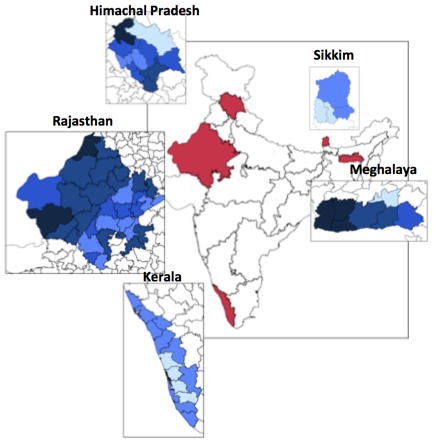 Himachal Pradesh
Sikkim
Rajasthan
Meghalaya
Kerala